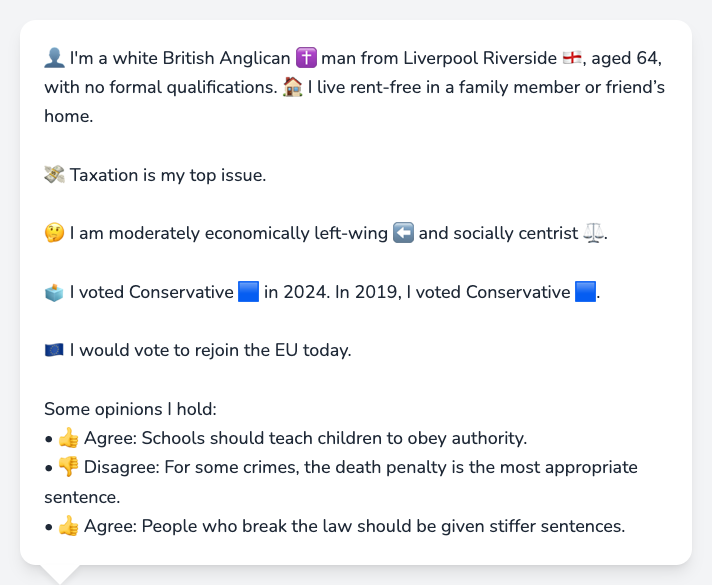 👤 I'm a white British Anglican ✝️ man from Liverpool Riverside 🏴󠁧󠁢󠁥󠁮󠁧󠁿, aged 64,
with no formal qualifications. 🏠 I live rent-free in a family member or friend’s
home.
💸 Taxation is my top issue.
🤔 I am moderately economically left-wing ⬅️ and socially centrist ⚖️.
🗳️ I voted Conservative 🟦 in 2024. In 2019, I voted Conservative 🟦.
🇪🇺 I would vote to rejoin the EU today.
Some opinions I hold:
• 👍 Agree: Schools should teach children to obey authority.
• 👎 Disagree: For some crimes, the death penalty is the most appropriate
sentence.
• 👍 Agree: People who break the law should be given stiffer sentences.